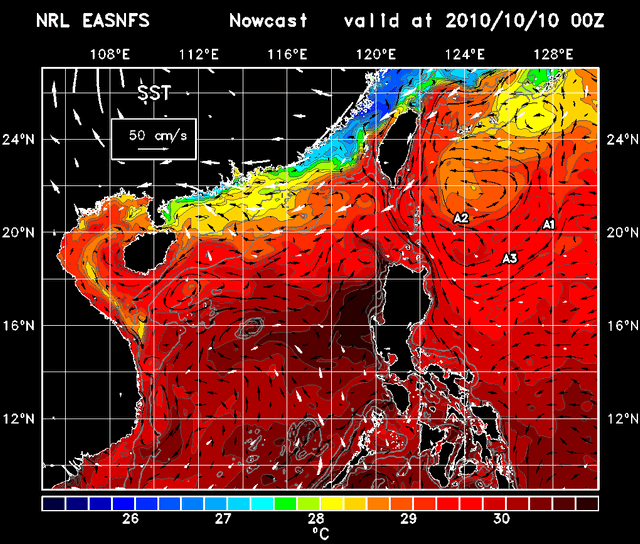 NRL EASNFS Nowcast valid at 2010/10/10 00Z
108°E 112°E 116°E 120°E 124°E 128°E
SST
50 cm/s
24°N 24°N
A2 A1
20°N 20°N
A3
16°N 16°N
12°N 12°N
26 27 28 29 30
°C